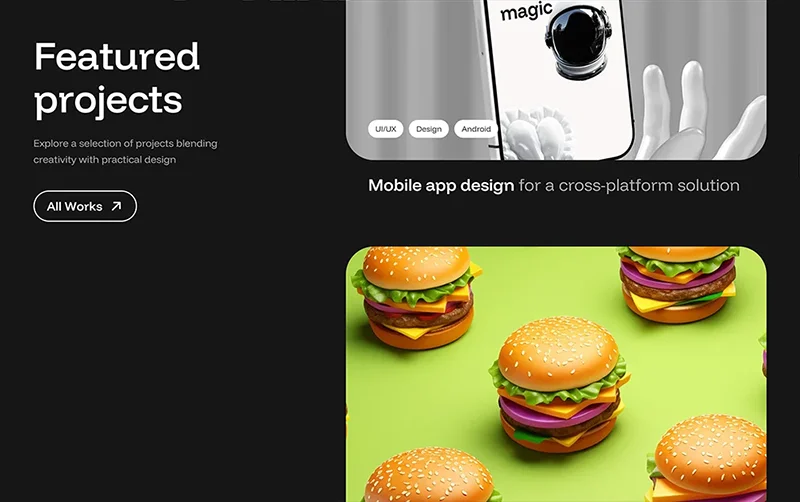 Featured
projects
Explore a selection of projects blending
creativity with practical design
All Works
magic
UI/UX
Design
Android
Mobile app design for a cross-platform solution